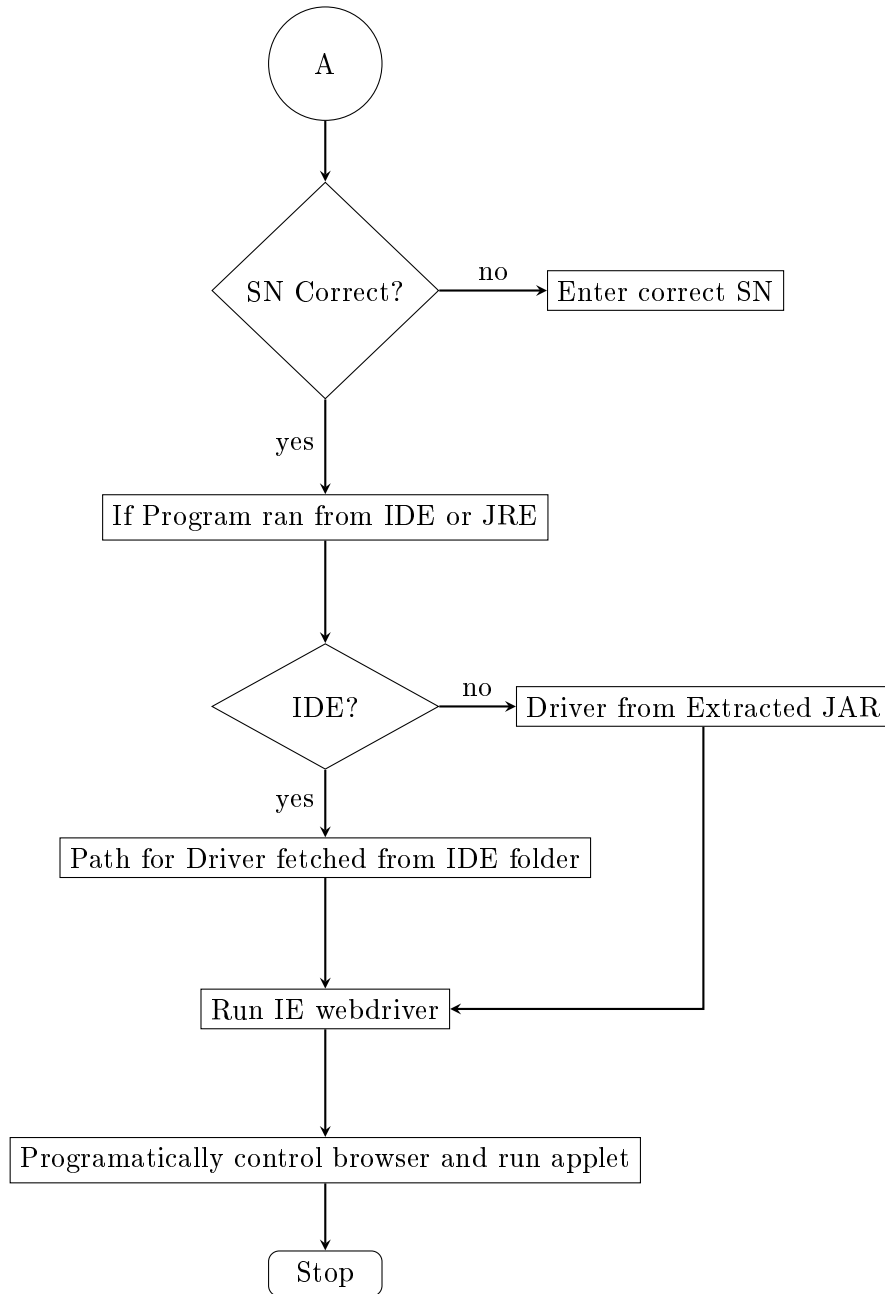 A
SN Correct?
no
Enter correct SN
yes
If Program ran from IDE or JRE
IDE?
no
Driver from Extracted JAR
yes
Path for Driver fetched from IDE folder
Run IE webdriver
Programatically control browser and run applet
Stop